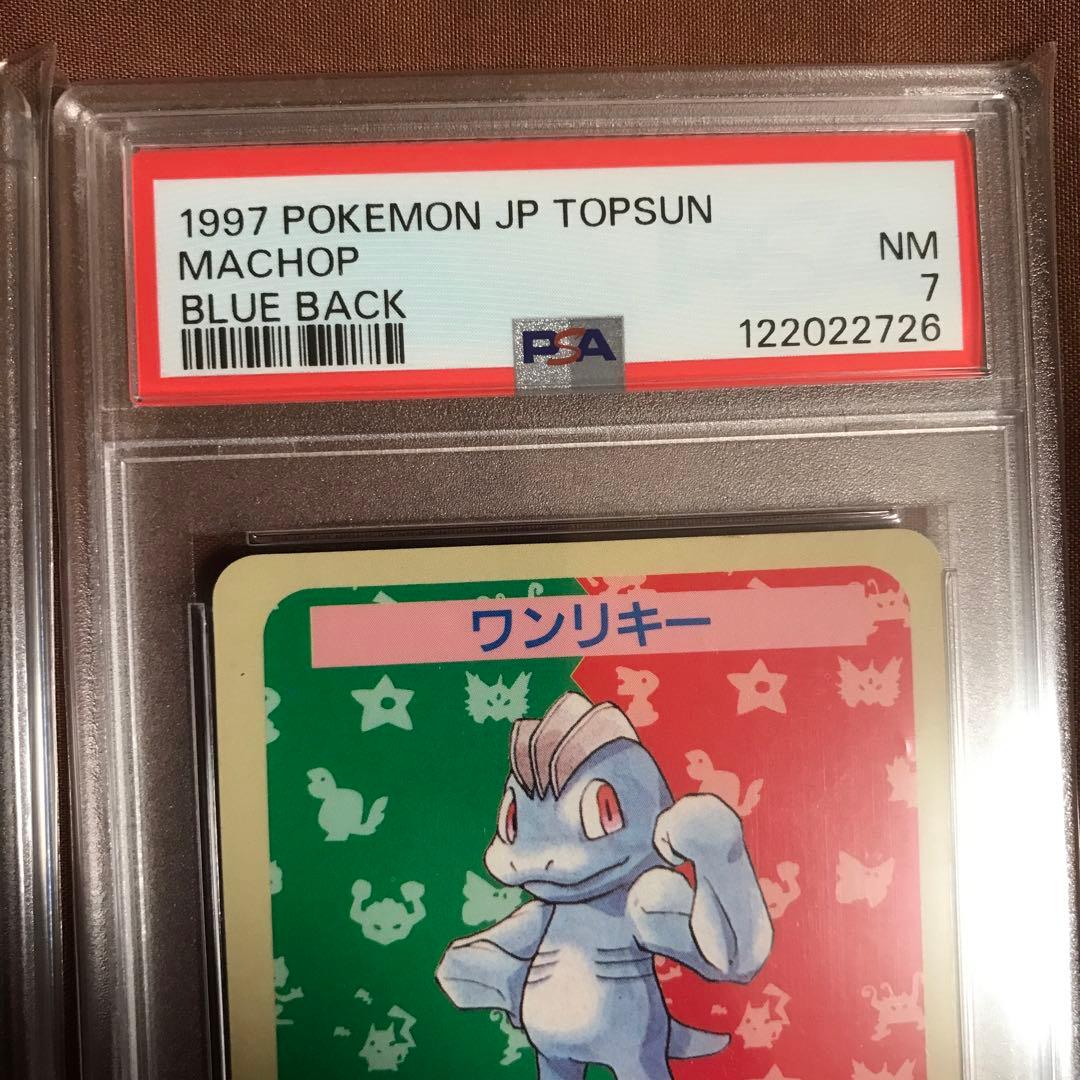 1997 POKEMON JP TOPSUN
MACHOP
BLUE BACK
NM
7
122022726
PSA
ワンリキー